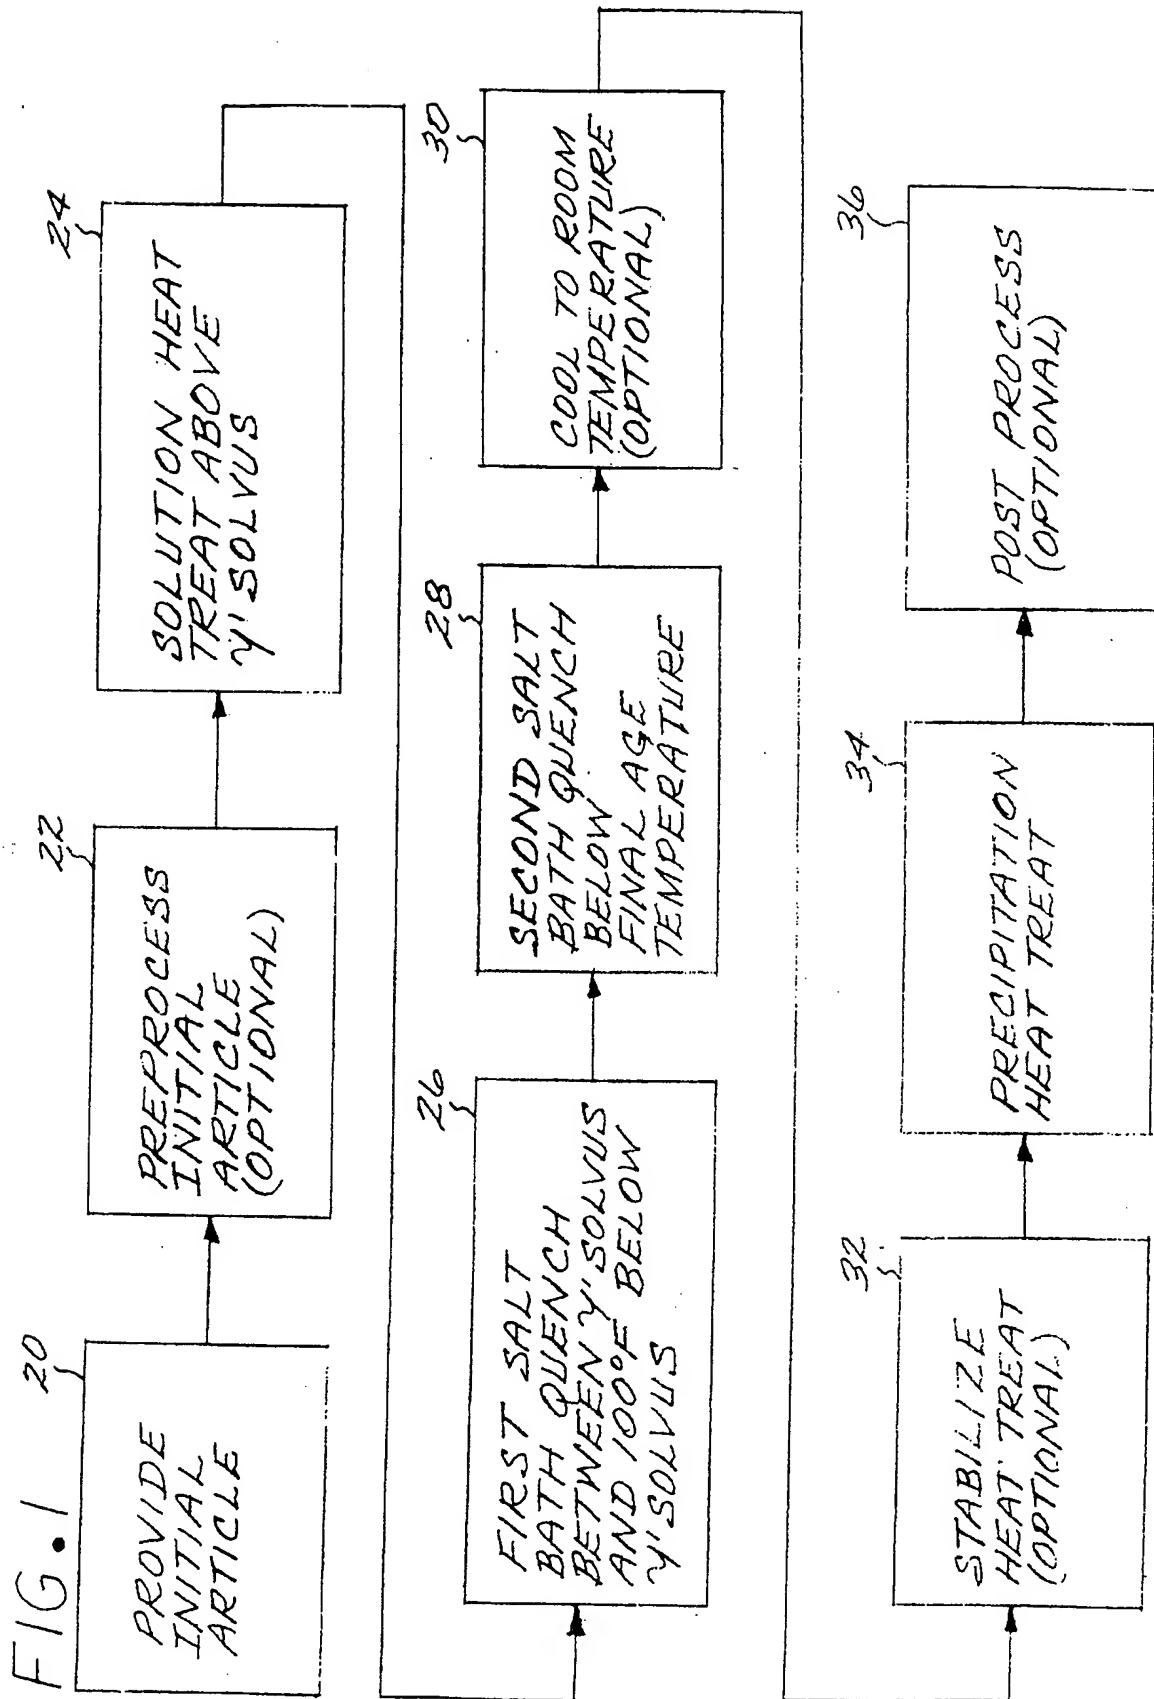 FIG. 1
20
PROVIDE
INITIAL
ARTICLE
22
PREPROCESS
INITIAL
ARTICLE
(OPTIONAL)
24
SOLUTION HEAT
TREAT ABOVE
γ' SOLVUS
26
FIRST SALT
BATH QUENCH
BETWEEN γ' SOLVUS
AND 100°F BELOW
γ' SOLVUS
28
SECOND SALT
BATH QUENCH
BELOW
FINAL AGE
TEMPERATURE
30
COOL TO ROOM
TEMPERATURE
(OPTIONAL)
32
STABILIZE
HEAT TREAT
(OPTIONAL)
34
PRECIPITATION
HEAT TREAT
36
POST PROCESS
(OPTIONAL)